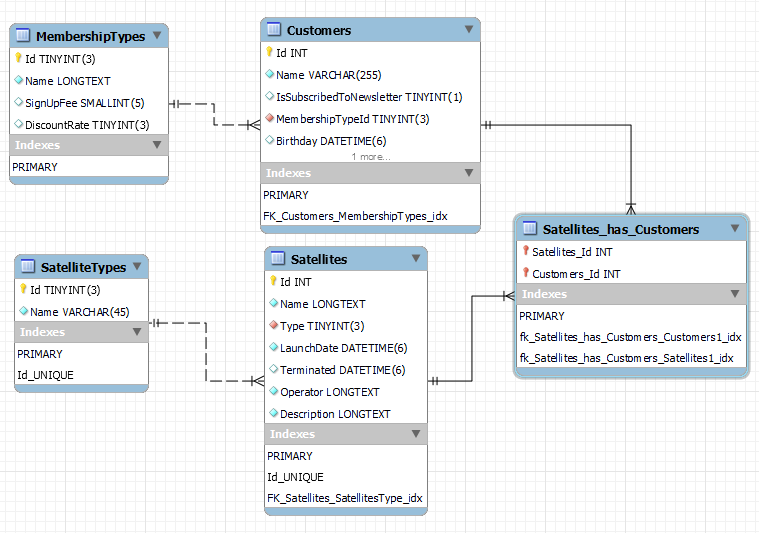 MembershipTypes
Id TINYINT(3)
Name LONGTEXT
SignUpFee SMALLINT(5)
DiscountRate TINYINT(3)
Indexes
PRIMARY
Customers
Id INT
Name VARCHAR(255)
IsSubscribedToNewsletter TINYINT(1)
MembershipTypeId TINYINT(3)
Birthday DATETIME(6)
1 more...
Indexes
PRIMARY
FK_Customers_MembershipTypes_idx
SatelliteTypes
Id TINYINT(3)
Name VARCHAR(45)
Indexes
PRIMARY
Id_UNIQUE
Satellites
Id INT
Name LONGTEXT
Type TINYINT(3)
LaunchDate DATETIME(6)
Terminated DATETIME(6)
Operator LONGTEXT
Description LONGTEXT
Indexes
PRIMARY
Id_UNIQUE
FK_Satellites_SatellitesType_idx
Satellites_has_Customers
Satellites_Id INT
Customers_Id INT
Indexes
PRIMARY
fk_Satellites_has_Customers_Customers1_idx
fk_Satellites_has_Customers_Satellites1_idx